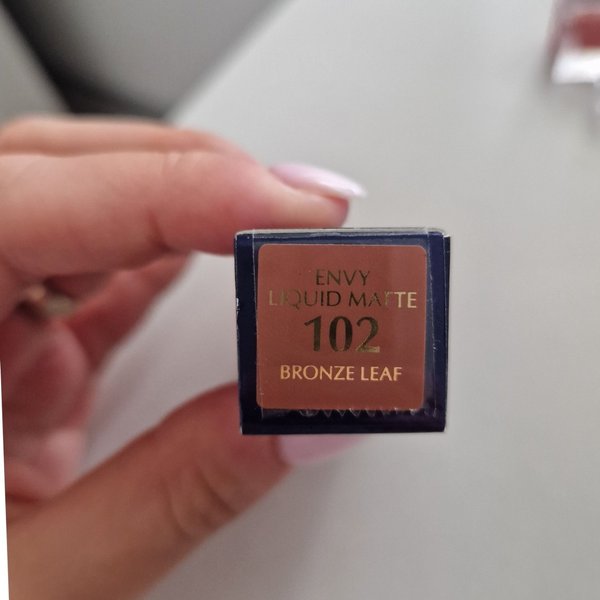 ENVY
LIQUID MATTE
102
BRONZE LEAF